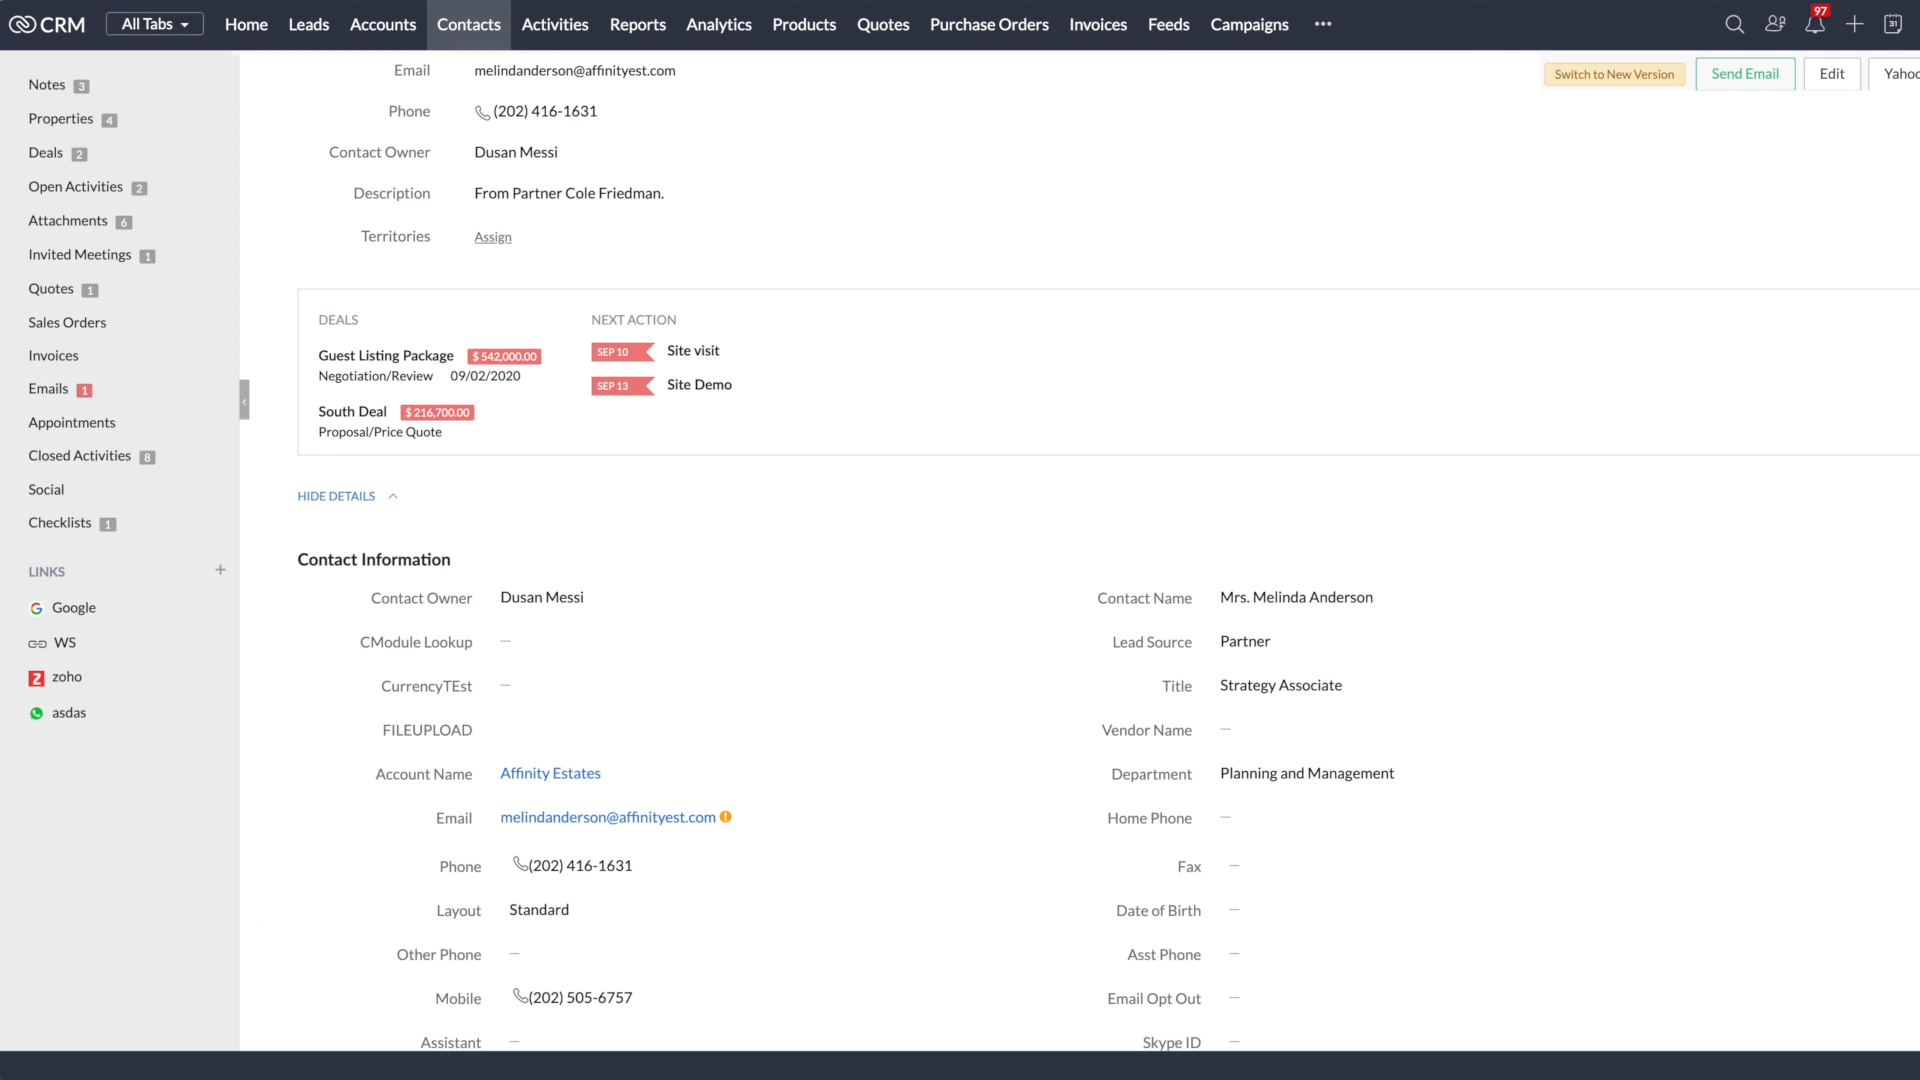 CRM
All Tabs
Home
Leads
Accounts
Contacts
Activities
Reports
Analytics
Products
Quotes
Purchase Orders
Invoices
Feeds
Campaigns
97
31
Notes 3
Properties 4
Deals 2
Open Activities 2
Attachments 6
Invited Meetings 1
Quotes 1
Sales Orders
Invoices
Emails 1
Appointments
Closed Activities 8
Social
Checklists 1
LINKS
Google
WS
zoho
asdas
Switch to New Version
Send Email
Edit
Yahoo
Email melindanderson@affinityest.com
Phone (202) 416-1631
Contact Owner Dusan Messi
Description From Partner Cole Friedman.
Territories Assign
DEALS
Guest Listing Package $ 542,000.00
Negotiation/Review 09/02/2020
South Deal $ 216,700.00
Proposal/Price Quote
NEXT ACTION
SEP 10 Site visit
SEP 13 Site Demo
HIDE DETAILS
Contact Information
Contact Owner Dusan Messi
CModule Lookup —
CurrencyTEst —
FILEUPLOAD
Account Name Affinity Estates
Email melindanderson@affinityest.com
Phone (202) 416-1631
Layout Standard
Other Phone —
Mobile (202) 505-6757
Assistant —
Contact Name Mrs. Melinda Anderson
Lead Source Partner
Title Strategy Associate
Vendor Name —
Department Planning and Management
Home Phone —
Fax —
Date of Birth —
Asst Phone —
Email Opt Out —
Skype ID —